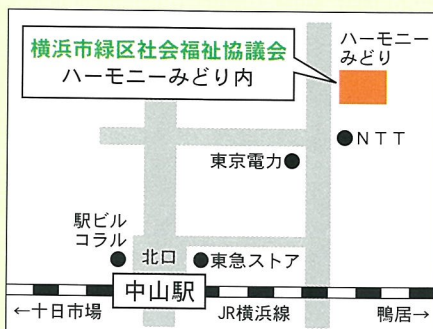 横浜市緑区社会福祉協議会
ハーモニーみどり内
ハーモニー
みどり
●NTT
東京電力●
駅ビル
コラル
北口
●東急ストア
中山駅
←十日市場
JR横浜線
鴨居→